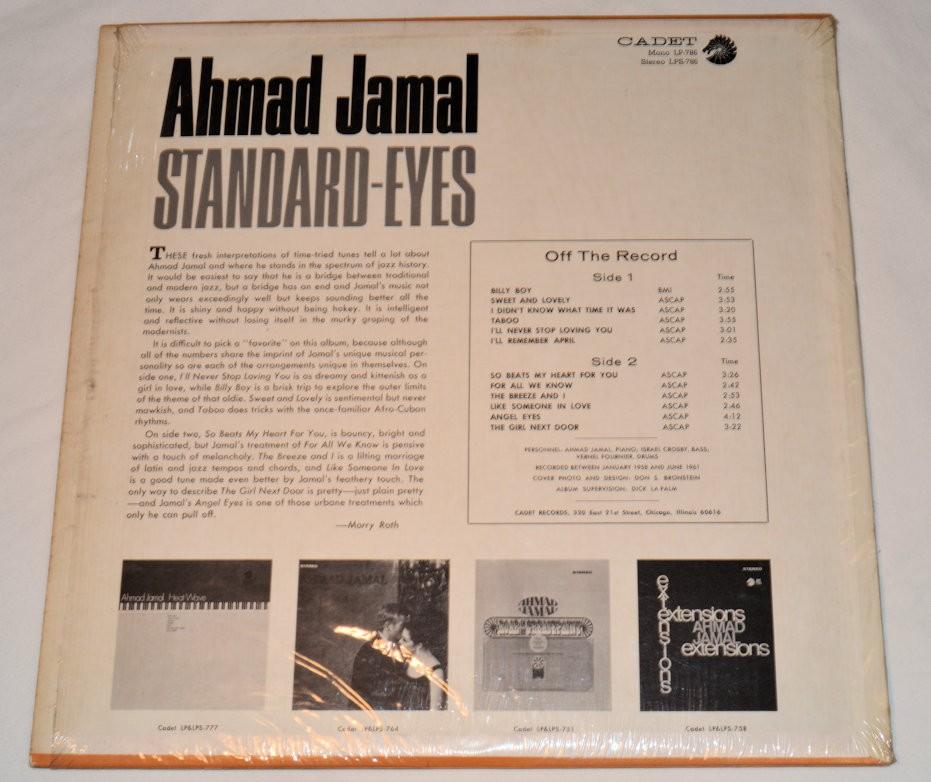 CADET
Mono LP-786
Stereo LPS-786
Ahmad Jamal
STANDARD-EYES
THESE fresh interpretations of time-tried tunes tell a lot about
Ahmad Jamal and where he stands in the spectrum of jazz history.
It would be easiest to say that he is a bridge between traditional
and modern jazz, but a bridge has an end and Jamal's music not
only wears exceedingly well but keeps sounding better all the
time. It is shiny and happy without being hokey. It is intelligent
and reflective without losing itself in the murky groping of the
modernists.
It is difficult to pick a "favorite" on this album, because although
all of the numbers share the imprint of Jamal's unique musical per-
sonality so are each of the arrangements unique in themselves. On
side one, I'll Never Stop Loving You is as dreamy and kittenish as a
girl in love, while Billy Boy is a brisk trip to explore the outer limits
of the theme of that oldie. Sweet and Lovely is sentimental but never
mawkish, and Taboo does tricks with the once-familiar Afro-Cuban
rhythms.
On side two, So Beats My Heart For You, is bouncy, bright and
sophisticated, but Jamal's treatment of For All We Know is pensive
with a touch of melancholy. The Breeze and I is a lilting marriage
of latin and jazz tempos and chords, and Like Someone In Love
is a good tune made even better by Jamal's feathery touch. The
only way to describe The Girl Next Door is pretty—just plain pretty
—and Jamal's Angel Eyes is one of those urbane treatments which
only he can pull off.
—Morry Roth
Off The Record
Side 1 Time
BILLY BOY BMI 2:55
SWEET AND LOVELY ASCAP 3:53
I DIDN'T KNOW WHAT TIME IT WAS ASCAP 3:20
TABOO ASCAP 3:55
I'LL NEVER STOP LOVING YOU ASCAP 3:01
I'LL REMEMBER APRIL ASCAP 2:35
Side 2 Time
SO BEATS MY HEART FOR YOU ASCAP 3:26
FOR ALL WE KNOW ASCAP 2:42
THE BREEZE AND I ASCAP 2:53
LIKE SOMEONE IN LOVE ASCAP 2:46
ANGEL EYES ASCAP 4:12
THE GIRL NEXT DOOR ASCAP 3:22
PERSONNEL: AHMAD JAMAL, PIANO; ISRAEL CROSBY, BASS;
VERNEL FOURNIER, DRUMS
RECORDED BETWEEN JANUARY 1958 AND JUNE 1961
COVER PHOTO AND DESIGN: DON S. BRONSTEIN
ALBUM SUPERVISION: DICK LA PALM
CADET RECORDS, 320 East 21st Street, Chicago, Illinois 60616
Ahmad Jamal Heat Wave
STEREO
AHMAD JAMAL
STEREO
AHMAD
JAMAL
STEREO
extensions
extensions
AHMAD
JAMAL
extensions
Cadet LP&LPS-777
Cadet LP&LPS-764
Cadet LP&LPS-751
Cadet LP&LPS-758